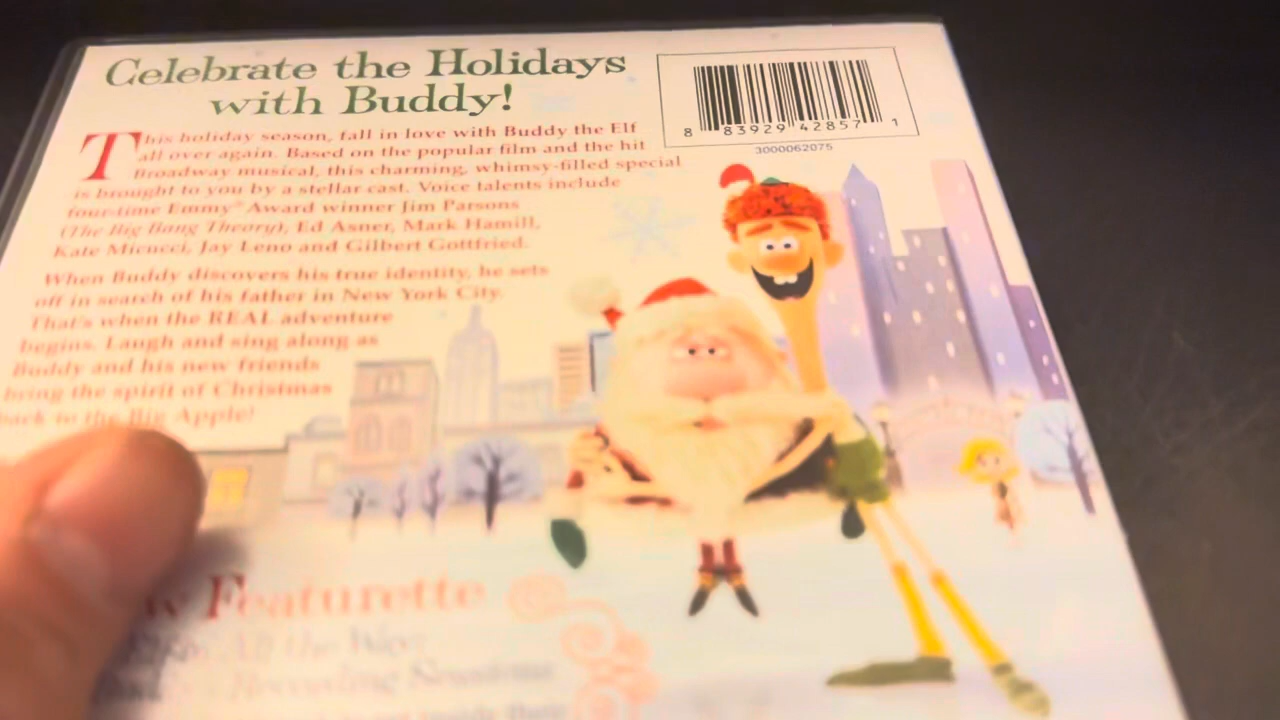 Celebrate the Holidays
with Buddy!
8 83929 42857 1
3000062075
This holiday season, fall in love with Buddy the Elf
all over again. Based on the popular film and the hit
Broadway musical, this charming, whimsy-filled special
is brought to you by a stellar cast. Voice talents include
four-time Emmy® Award winner Jim Parsons
(The Big Bang Theory), Ed Asner, Mark Hamill,
Kate Micucci, Jay Leno and Gilbert Gottfried.
When Buddy discovers his true identity, he sets
off in search of his father in New York City.
That's when the REAL adventure
begins. Laugh and sing along as
Buddy and his new friends
bring the spirit of Christmas
back to the Big Apple!
Featurette
All the Way:
Recording Sessions